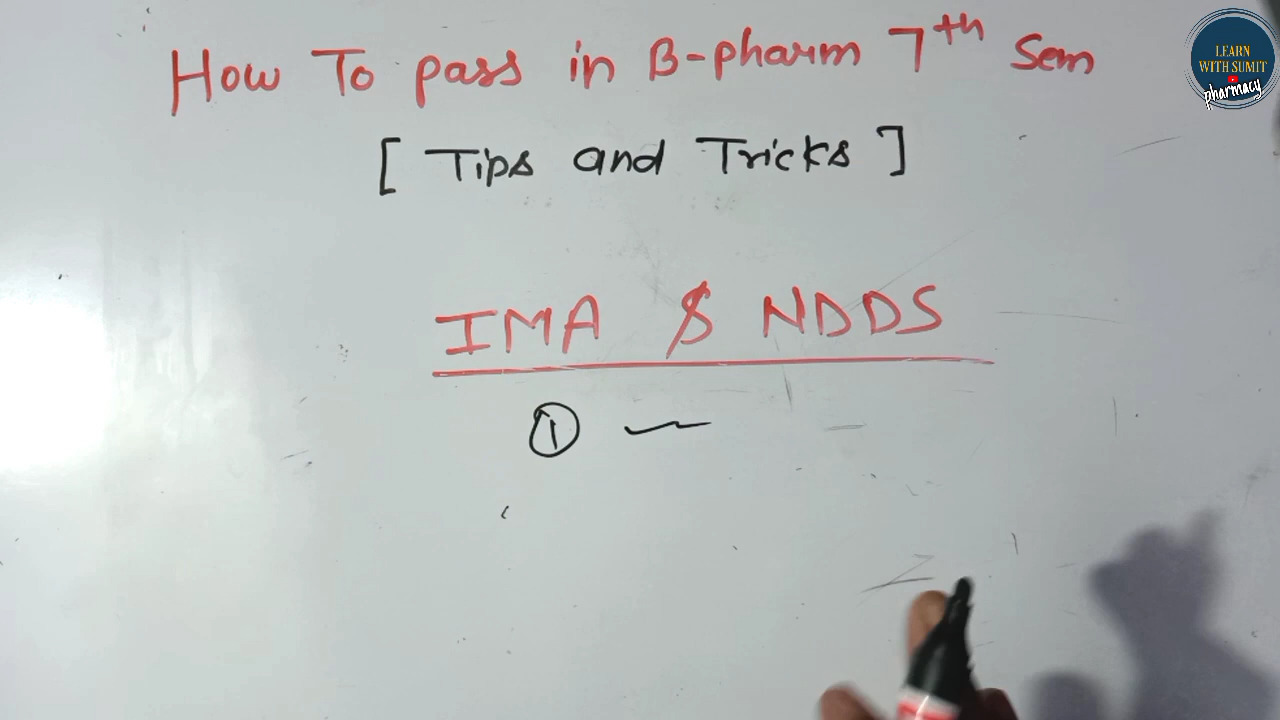 How To pass in B-pharm 7th Sem
[ Tips and Tricks ]
IMA & NDDS
①
LEARN
WITH SUMIT
pharmacy